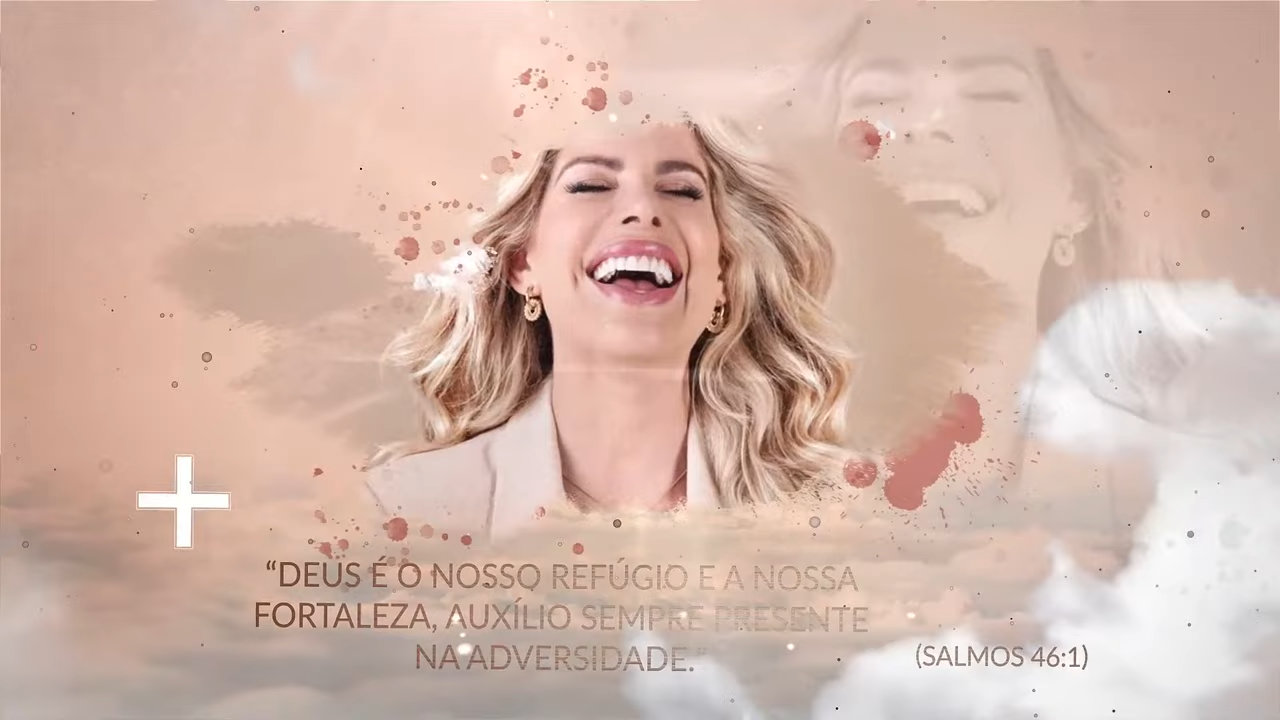 “DEUS É O NOSSO REFÚGIO E A NOSSA
FORTALEZA, AUXÍLIO SEMPRE PRESENTE
NA ADVERSIDADE.”
(SALMOS 46:1)